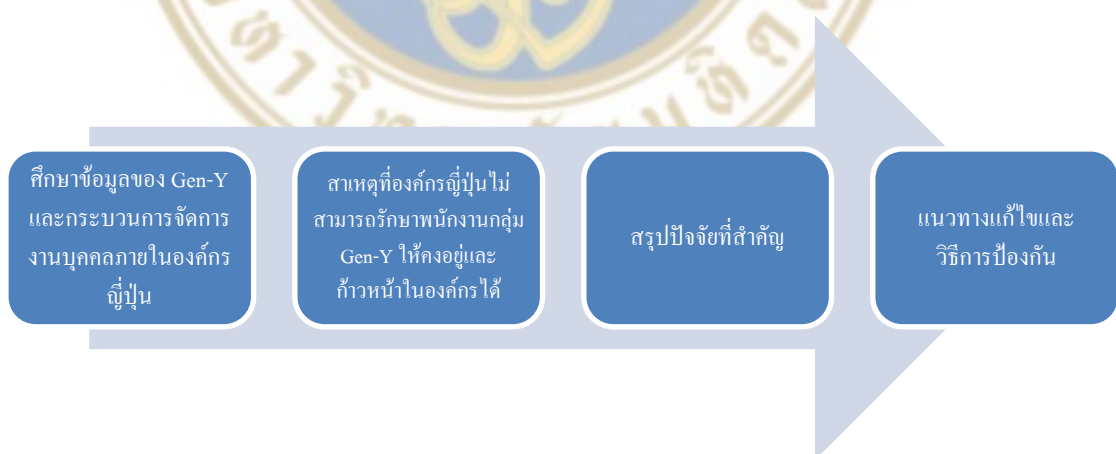 ศึกษาข้อมูลของ Gen-Y
และกระบวนการจัดการ
งานบุคคลภายในองค์กร
ญี่ปุ่น
สาเหตุที่องค์กรญี่ปุ่นไม่
สามารถรักษาพนักงานกลุ่ม
Gen-Y ให้คงอยู่และ
ก้าวหน้าในองค์กรได้
สรุปปัจจัยที่สำคัญ
แนวทางแก้ไขและ
วิธีการป้องกัน